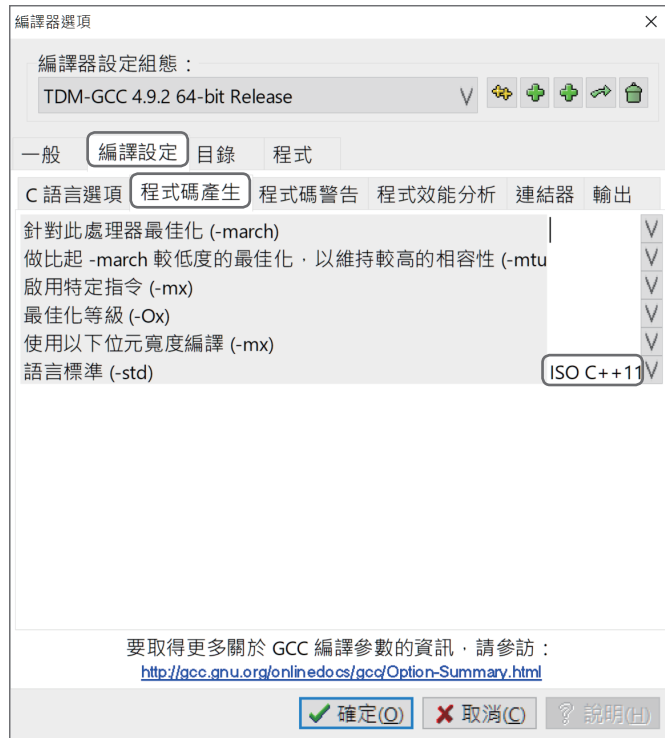 編譯器選項
編譯器設定組態：
TDM-GCC 4.9.2 64-bit Release
一般 編譯設定 目錄 程式
C 語言選項 程式碼產生 程式碼警告 程式效能分析 連結器 輸出
針對此處理器最佳化 (-march)
做比起 -march 較低度的最佳化，以維持較高的相容性 (-mtu
啟用特定指令 (-mx)
最佳化等級 (-Ox)
使用以下位元寬度編譯 (-mx)
語言標準 (-std) ISO C++11
要取得更多關於 GCC 編譯參數的資訊，請參訪：
http://gcc.gnu.org/onlinedocs/gcc/Option-Summary.html
確定(O) 取消(C) 說明(H)